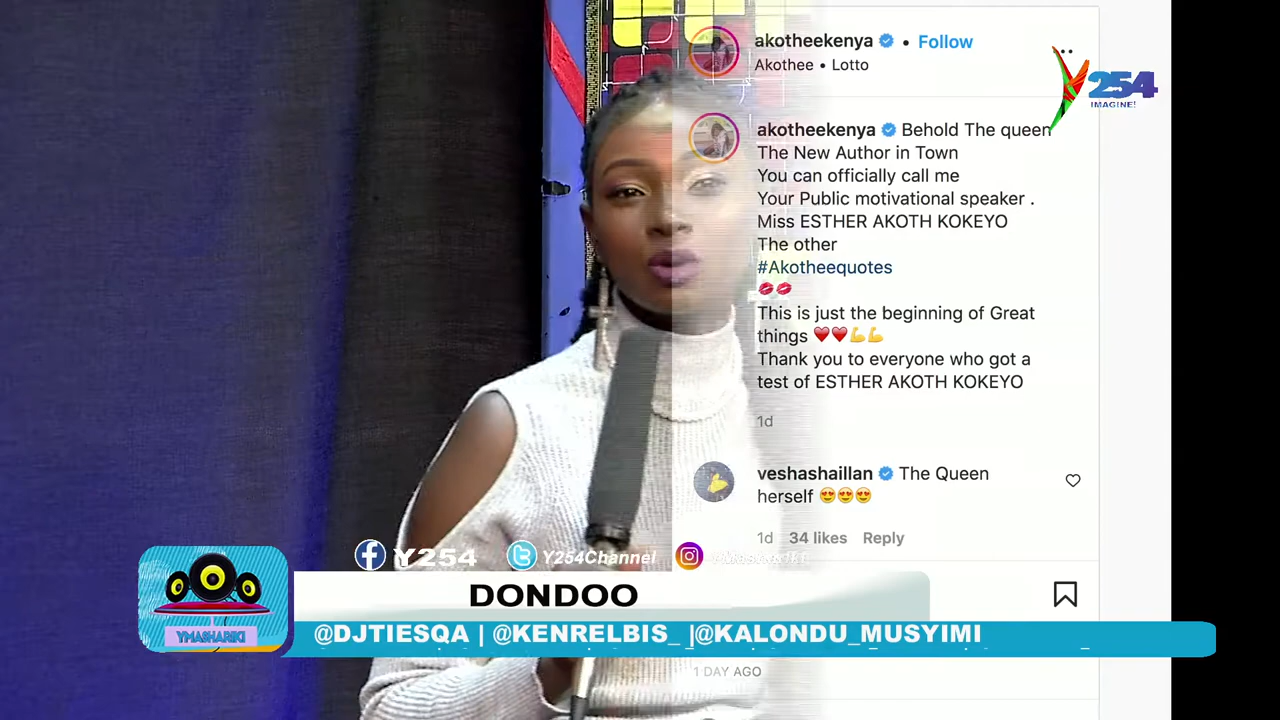 akotheekenya • Follow
Akothee • Lotto
254
IMAGINE!
akotheekenya Behold The queen
The New Author in Town
You can officially call me
Your Public motivational speaker .
Miss ESTHER AKOTH KOKEYO
The other
#Akotheequotes
💋💋
This is just the beginning of Great
things ❤️❤️💪💪
Thank you to everyone who got a
test of ESTHER AKOTH KOKEYO
1d
veshashaillan The Queen
herself 😍😍😍
1d 34 likes Reply
Y254 Y254Channel
DONDOO
YMASHARIKI
@DJTIESQA | @KENRELBIS_ |@KALONDU_MUSYIMI
1 DAY AGO